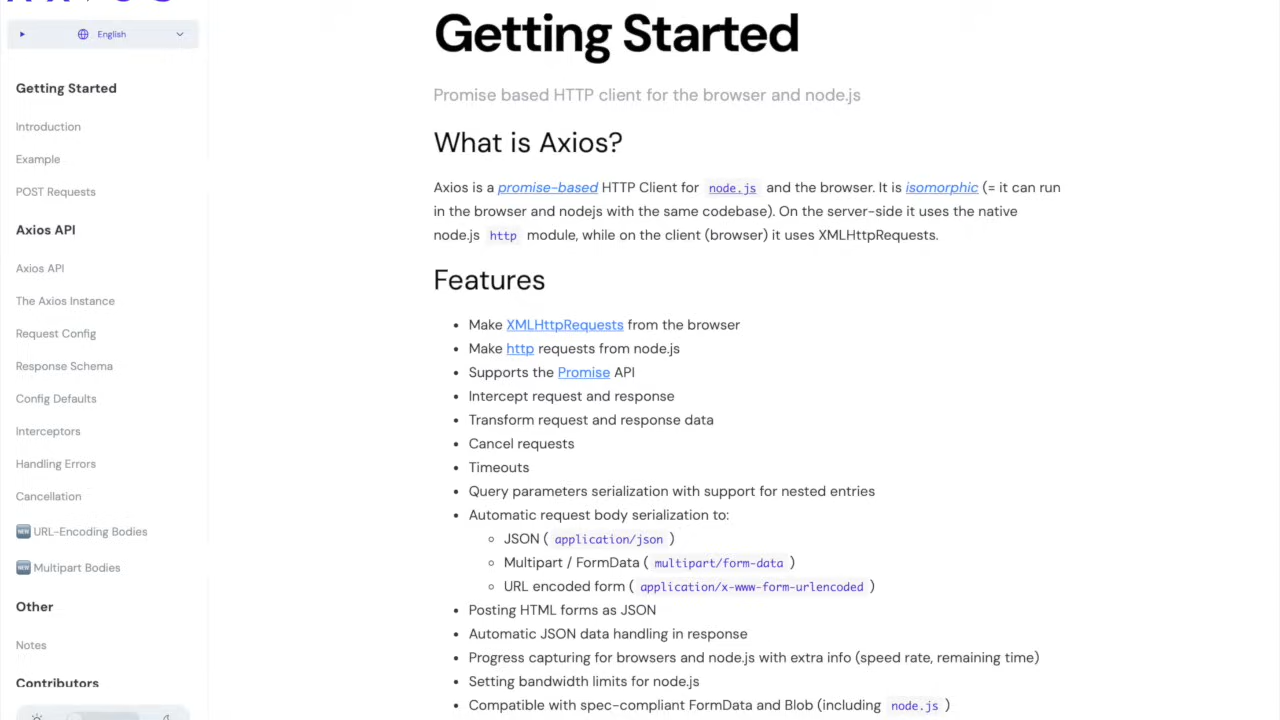 English
Getting Started
Introduction
Example
POST Requests
Axios API
Axios API
The Axios Instance
Request Config
Response Schema
Config Defaults
Interceptors
Handling Errors
Cancellation
🆕 URL-Encoding Bodies
🆕 Multipart Bodies
Other
Notes
Contributors
Getting Started
Promise based HTTP client for the browser and node.js
What is Axios?
Axios is a promise-based HTTP Client for node.js and the browser. It is isomorphic (= it can run
in the browser and nodejs with the same codebase). On the server-side it uses the native
node.js http module, while on the client (browser) it uses XMLHttpRequests.
Features
• Make XMLHttpRequests from the browser
• Make http requests from node.js
• Supports the Promise API
• Intercept request and response
• Transform request and response data
• Cancel requests
• Timeouts
• Query parameters serialization with support for nested entries
• Automatic request body serialization to:
◦ JSON ( application/json )
◦ Multipart / FormData ( multipart/form-data )
◦ URL encoded form ( application/x-www-form-urlencoded )
• Posting HTML forms as JSON
• Automatic JSON data handling in response
• Progress capturing for browsers and node.js with extra info (speed rate, remaining time)
• Setting bandwidth limits for node.js
• Compatible with spec-compliant FormData and Blob (including node.js )